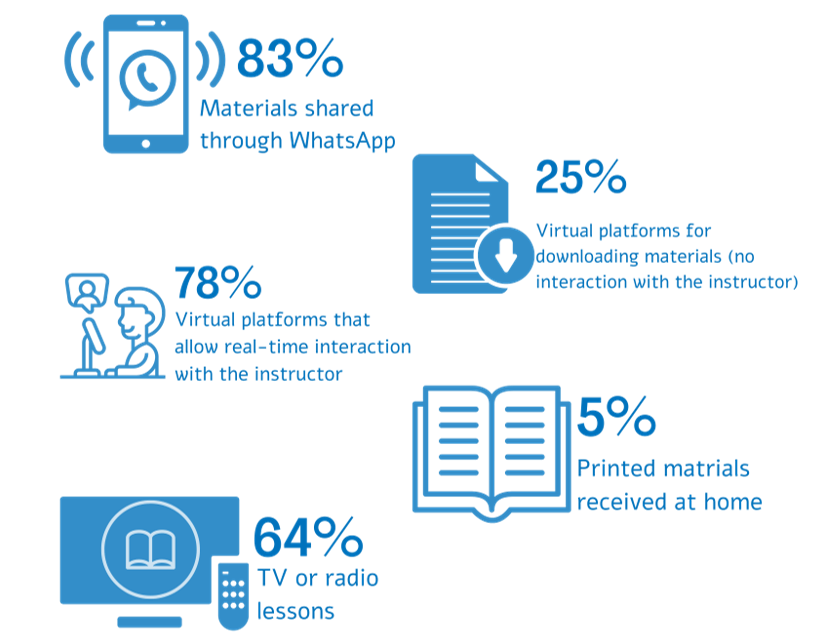 83%
Materials shared
through WhatsApp
25%
Virtual platforms for
downloading materials (no
interaction with the instructor)
78%
Virtual platforms that
allow real-time interaction
with the instructor
5%
Printed matrials
received at home
64%
TV or radio
lessons